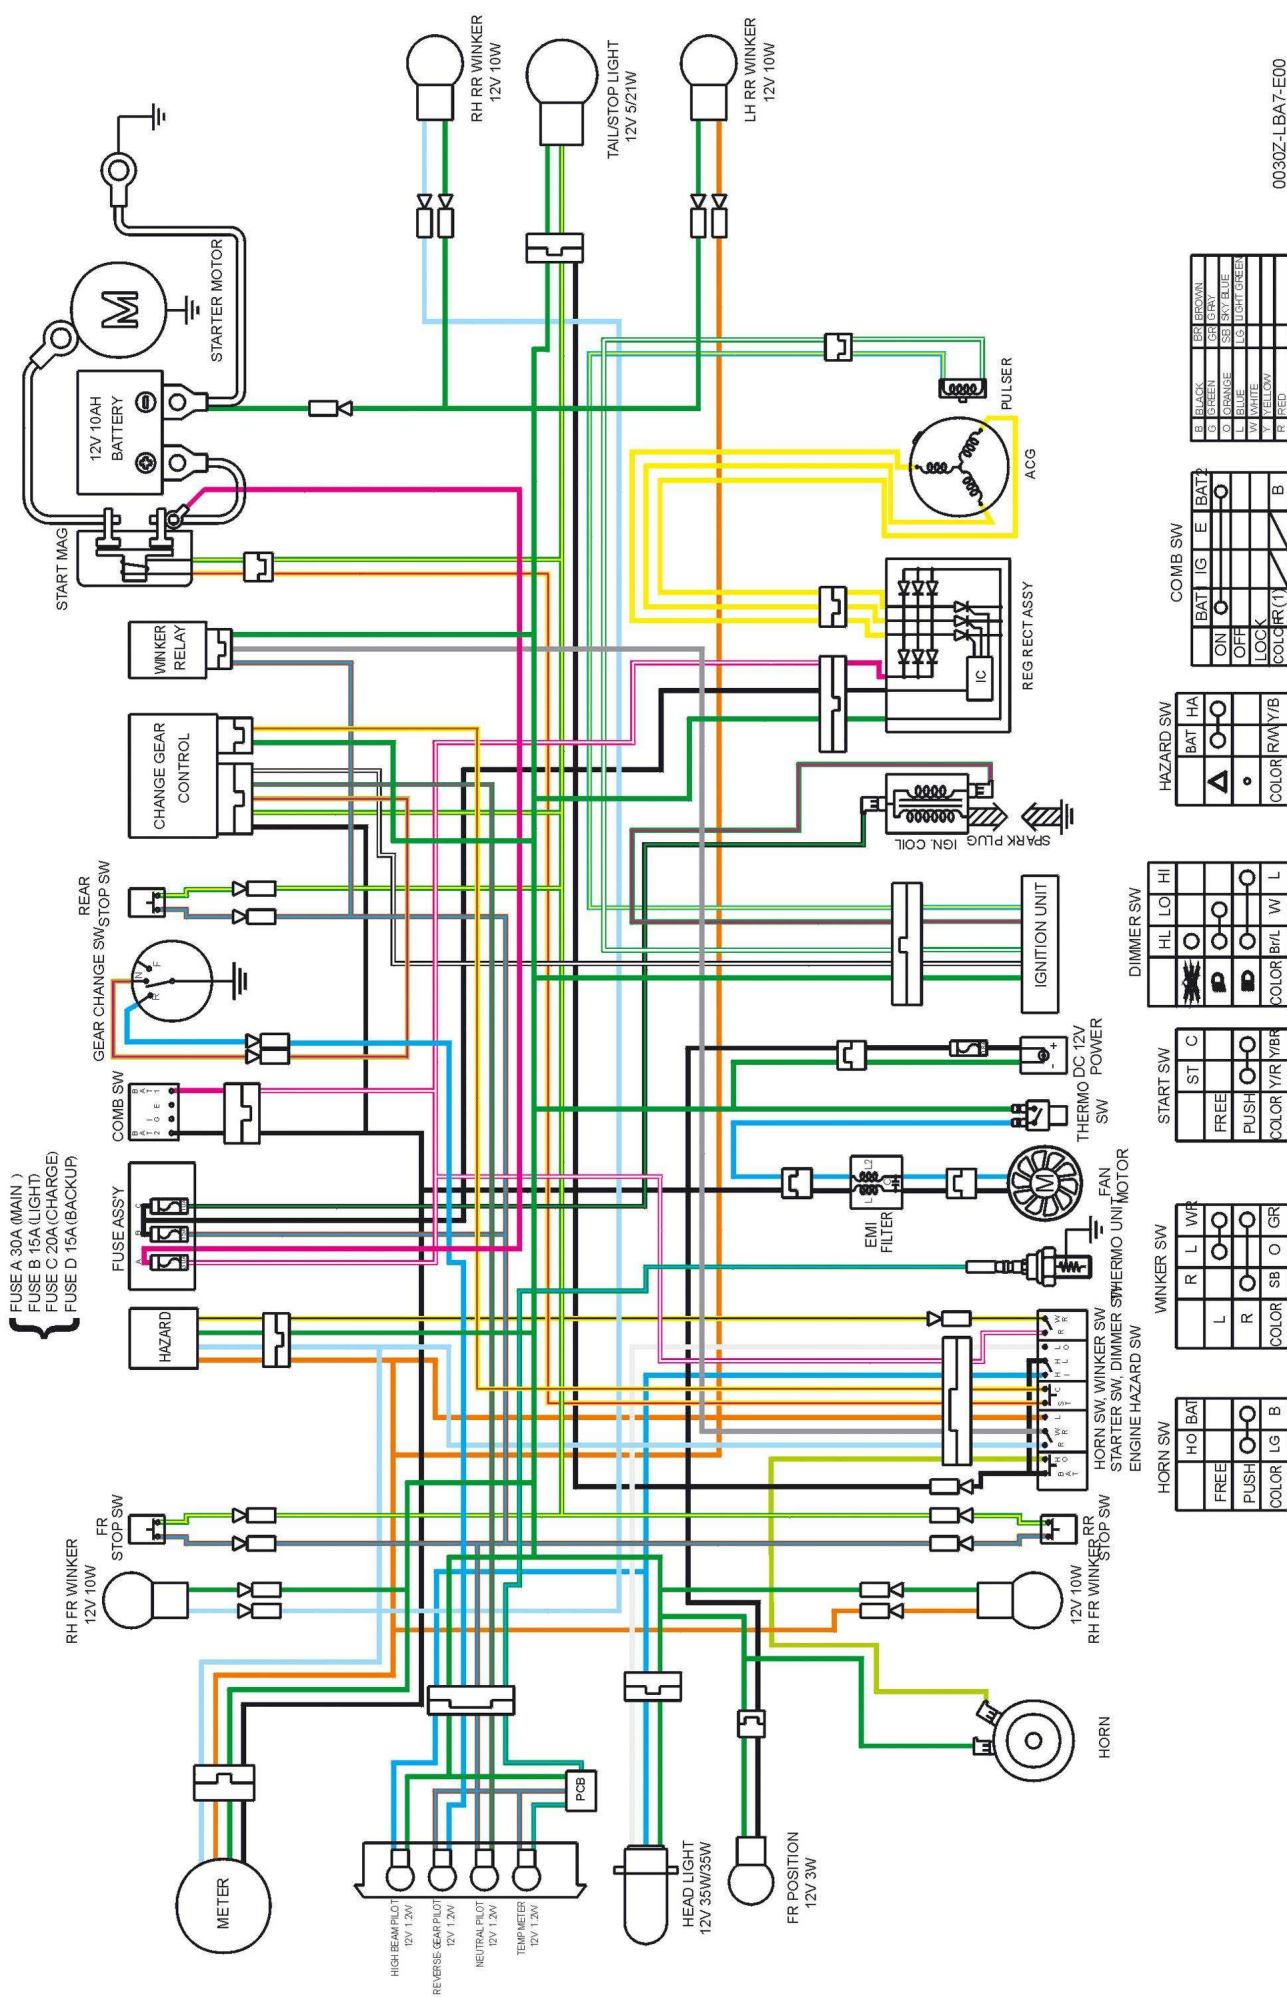 RH RR WINKER
12V 10W
TAIL/STOP LIGHT
12V 5/21W
LH RR WINKER
12V 10W
M
STARTER MOTOR
12V 10AH
BATTERY
START MAG
WINKER
RELAY
CHANGE GEAR
CONTROL
REAR
STOP SW
GEAR CHANGE SW
R
N
F
COMB SW
BAT2
IG
E
BAT1
FUSE A 30A (MAIN )
FUSE B 15A (LIGHT)
FUSE C 20A (CHARGE)
FUSE D 15A (BACKUP)
FUSE ASS'Y
A
B
C
HAZARD
FR
STOP SW
RH FR WINKER
12V 10W
METER
HIGH BEAM PILOT
12V 1.2W
REVERSE-GEAR PILOT
12V 1.2W
NEUTRAL PILOT
12V 1.2W
TEMP METER
12V 1.2W
PCB
HEAD LIGHT
12V 35W/35W
FR POSITION
12V 3W
HORN
12V 10W
RH FR WINKER
RR
STOP SW
HORN SW, WINKER SW
STARTER SW, DIMMER SW
ENGINE HAZARD SW
THERMO UNIT
EMI
FILTER
L2
FAN
MOTOR
M
THERMO
SW
DC 12V
POWER
IGNITION UNIT
IGN. COIL
SPARK PLUG
REG RECT ASSY
IC
ACG
PULSER
HORN SW
HO BAT
FREE
PUSH
COLOR LG B
WINKER SW
R L WR
L
R
COLOR SB O GR
START SW
ST C
FREE
PUSH
COLOR Y/R Y/BR
DIMMER SW
HL LO HI
COLOR Br/L W L
HAZARD SW
BAT HA
COLOR R/W Y/B
COMB SW
BAT1 IG E BAT2
ON
OFF
LOCK
COLOR R(1) B
B BLACK BR BROWN
G GREEN GR GRAY
O ORANGE SB SKY BLUE
L BLUE LG LIGHT GREEN
W WHITE
Y YELLOW
R RED
0030Z-LBA7-E00